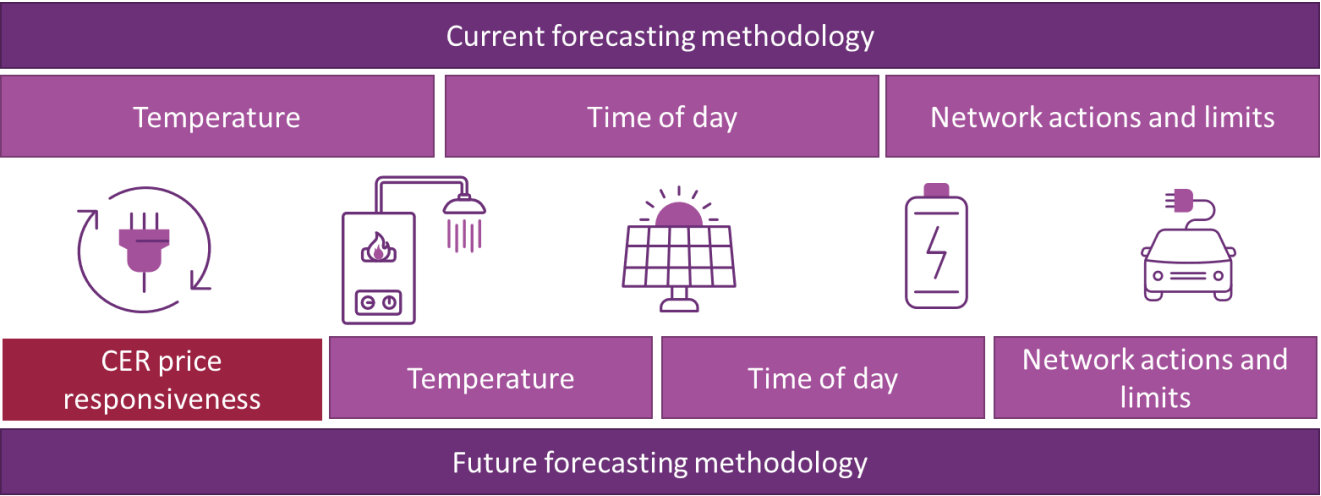 Current forecasting methodology
Temperature
Time of day
Network actions and limits
CER price
responsiveness
Temperature
Time of day
Network actions and
limits
Future forecasting methodology